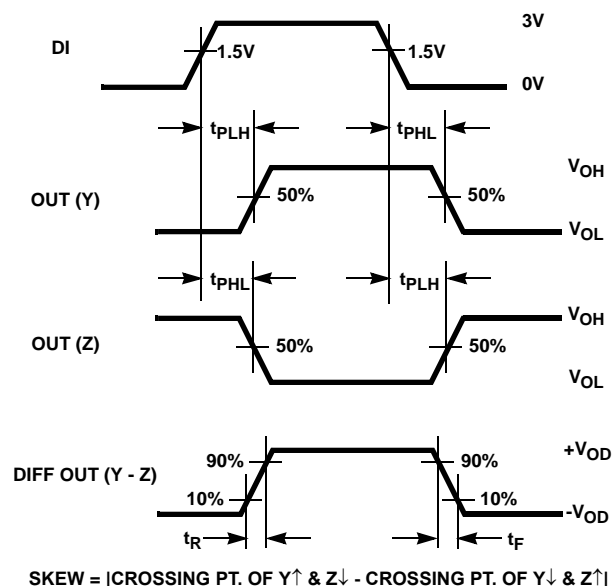 DI
1.5V
1.5V
3V
0V
tPLH
tPHL
OUT (Y)
50%
50%
VOH
VOL
tPHL
tPLH
OUT (Z)
50%
50%
VOH
VOL
DIFF OUT (Y - Z)
90%
90%
+VOD
10%
10%
-VOD
tR
tF
SKEW = |CROSSING PT. OF Y↑ & Z↓ - CROSSING PT. OF Y↓ & Z↑|